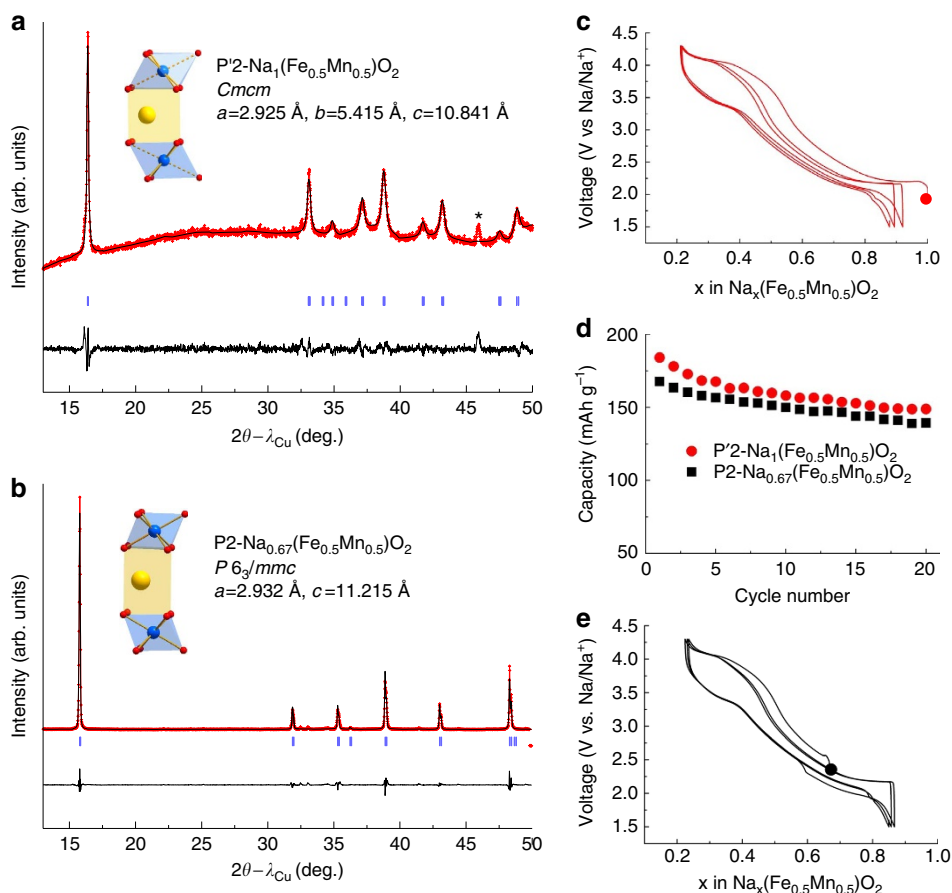 a
P'2-Na₁(Fe₀.₅Mn₀.₅)O₂
Cmcm
a=2.925 Å, b=5.415 Å, c=10.841 Å
*
Intensity (arb. units)
15 20 25 30 35 40 45 50
2θ–λCu (deg.)
b
P2-Na₀.₆₇(Fe₀.₅Mn₀.₅)O₂
P 6₃/mmc
a=2.932 Å, c=11.215 Å
Intensity (arb. units)
15 20 25 30 35 40 45 50
2θ–λCu (deg.)
c
Voltage (V vs Na/Na⁺)
4.5
4.0
3.5
3.0
2.5
2.0
1.5
1.0
0.2 0.4 0.6 0.8 1.0
x in Naₓ(Fe₀.₅Mn₀.₅)O₂
d
Capacity (mAh g⁻¹)
200
150
100
50
P′2-Na₁(Fe₀.₅Mn₀.₅)O₂
P2-Na₀.₆₇(Fe₀.₅Mn₀.₅)O₂
0 5 10 15 20
Cycle number
e
Voltage (V vs. Na/Na⁺)
4.5
4.0
3.5
3.0
2.5
2.0
1.5
1.0
0.2 0.4 0.6 0.8 1.0
x in Naₓ(Fe₀.₅Mn₀.₅)O₂